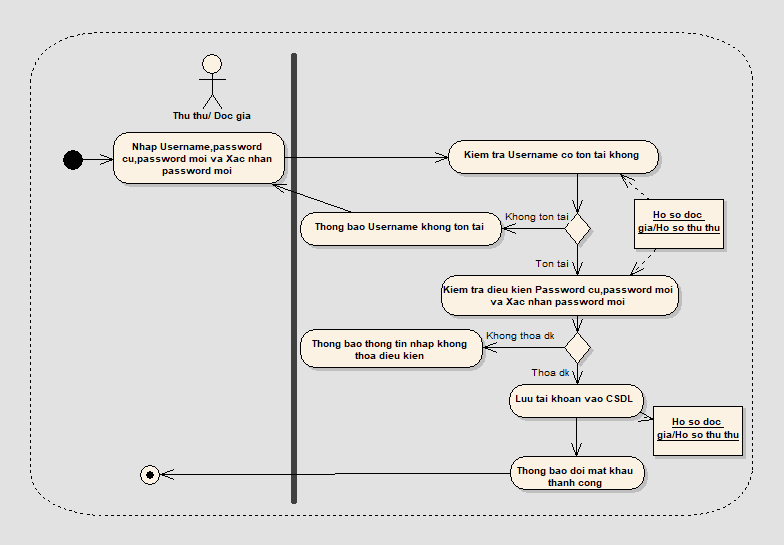 Thu thu/ Doc gia
Nhap Username,password
cu,password moi va Xac nhan
password moi
Kiem tra Username co ton tai khong
Ho so doc
gia/Ho so thu thu
Khong ton tai
Thong bao Username khong ton tai
Ton tai
Kiem tra dieu kien Password cu,password moi
va Xac nhan password moi
Khong thoa dk
Thong bao thong tin nhap khong
thoa dieu kien
Thoa dk
Luu tai khoan vao CSDL
Ho so doc
gia/Ho so thu thu
Thong bao doi mat khau
thanh cong